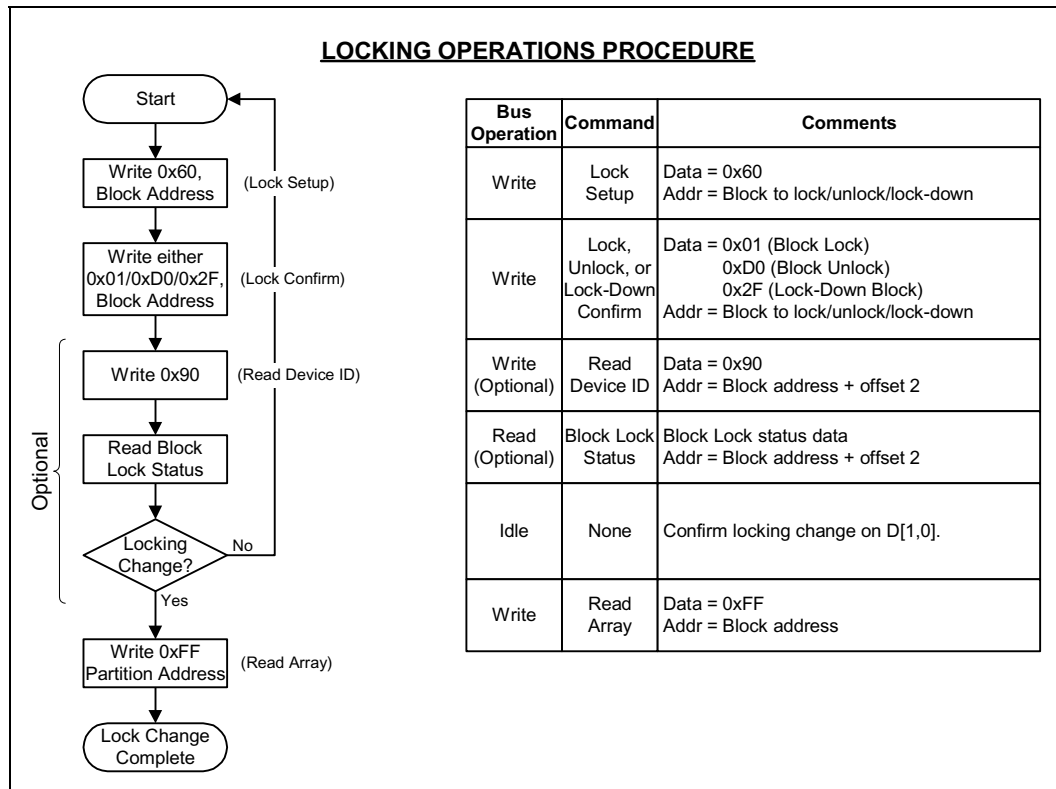 LOCKING OPERATIONS PROCEDURE
Start
Write 0x60,
Block Address
(Lock Setup)
Write either
0x01/0xD0/0x2F,
Block Address
(Lock Confirm)
Optional
Write 0x90
(Read Device ID)
Read Block
Lock Status
Locking
Change?
No
Yes
Write 0xFF
Partition Address
(Read Array)
Lock Change
Complete
Bus
Operation
Command
Comments
Write
Lock
Setup
Data = 0x60
Addr = Block to lock/unlock/lock-down
Write
Lock,
Unlock, or
Lock-Down
Confirm
Data = 0x01 (Block Lock)
0xD0 (Block Unlock)
0x2F (Lock-Down Block)
Addr = Block to lock/unlock/lock-down
Write
(Optional)
Read
Device ID
Data = 0x90
Addr = Block address + offset 2
Read
(Optional)
Block Lock
Status
Block Lock status data
Addr = Block address + offset 2
Idle
None
Confirm locking change on D[1,0].
Write
Read
Array
Data = 0xFF
Addr = Block address